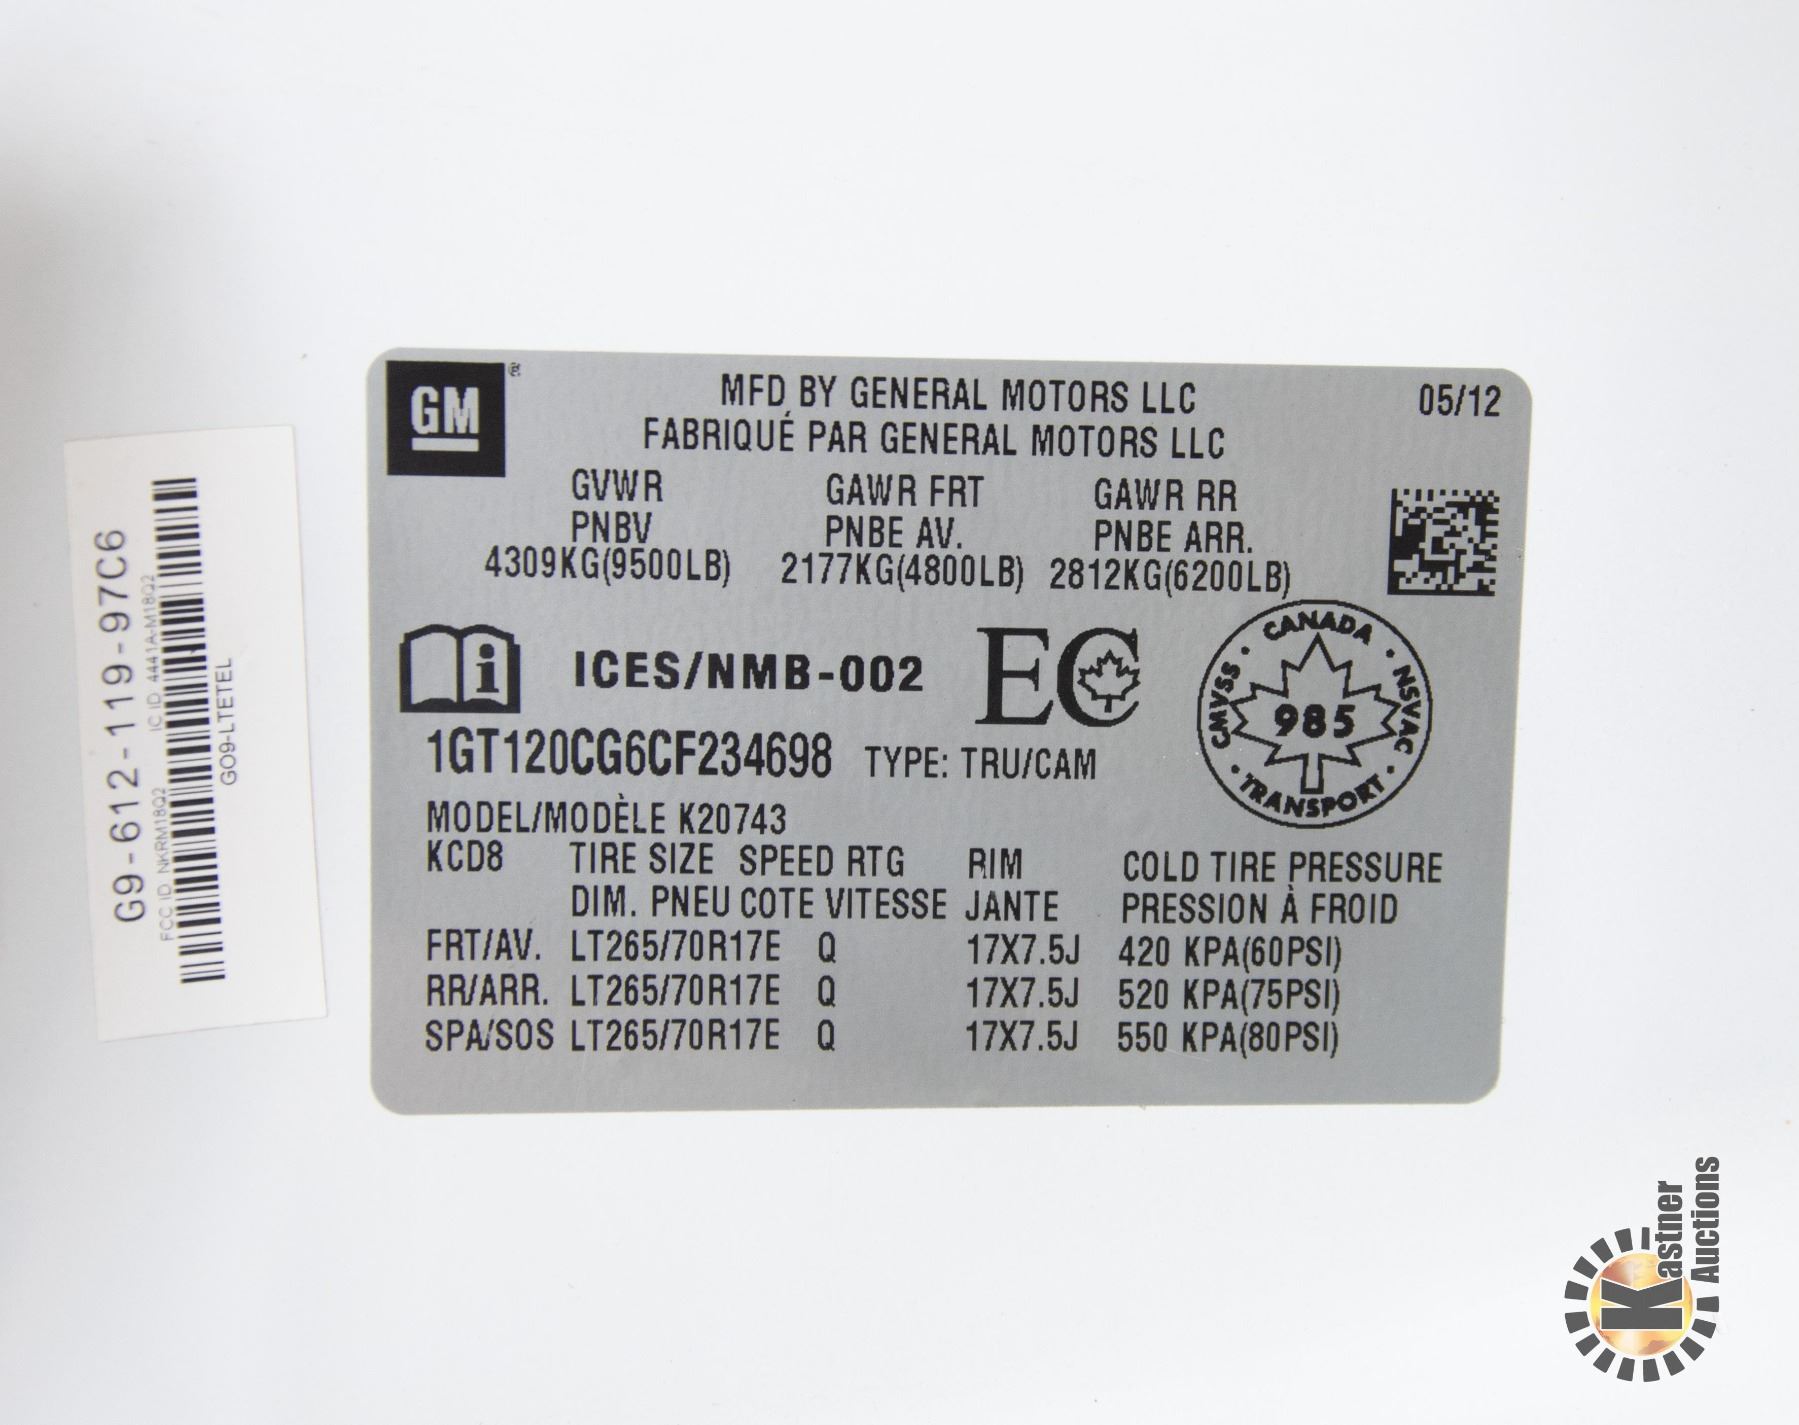 GM®
MFD BY GENERAL MOTORS LLC 05/12
FABRIQUÉ PAR GENERAL MOTORS LLC
GVWR GAWR FRT GAWR RR
PNBV PNBE AV. PNBE ARR.
4309KG(9500LB) 2177KG(4800LB) 2812KG(6200LB)
i ICES/NMB-002 EC
CANADA
CMVSS · 985 · NSVAC
· TRANSPORT ·
1GT120CG6CF234698 TYPE: TRU/CAM
MODEL/MODÈLE K20743
KCD8 TIRE SIZE SPEED RTG RIM COLD TIRE PRESSURE
DIM. PNEU COTE VITESSE JANTE PRESSION À FROID
FRT/AV. LT265/70R17E Q 17X7.5J 420 KPA(60PSI)
RR/ARR. LT265/70R17E Q 17X7.5J 520 KPA(75PSI)
SPA/SOS LT265/70R17E Q 17X7.5J 550 KPA(80PSI)
G9-612-119-97C6
FCC ID NKRM18Q2 IC ID 4441A-M18Q2
GO9-LTETEL
Kastner
Auctions